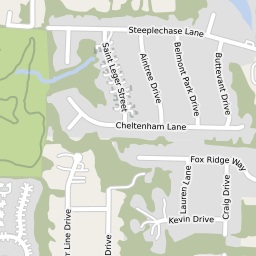 Steeplechase Lane
Saint Leger Street
Aintree Drive
Belmont Park Drive
Buttevant Drive
Cheltenham Lane
Fox Ridge Way
Lauren Lane
Craig Drive
Kevin Drive
Line Drive